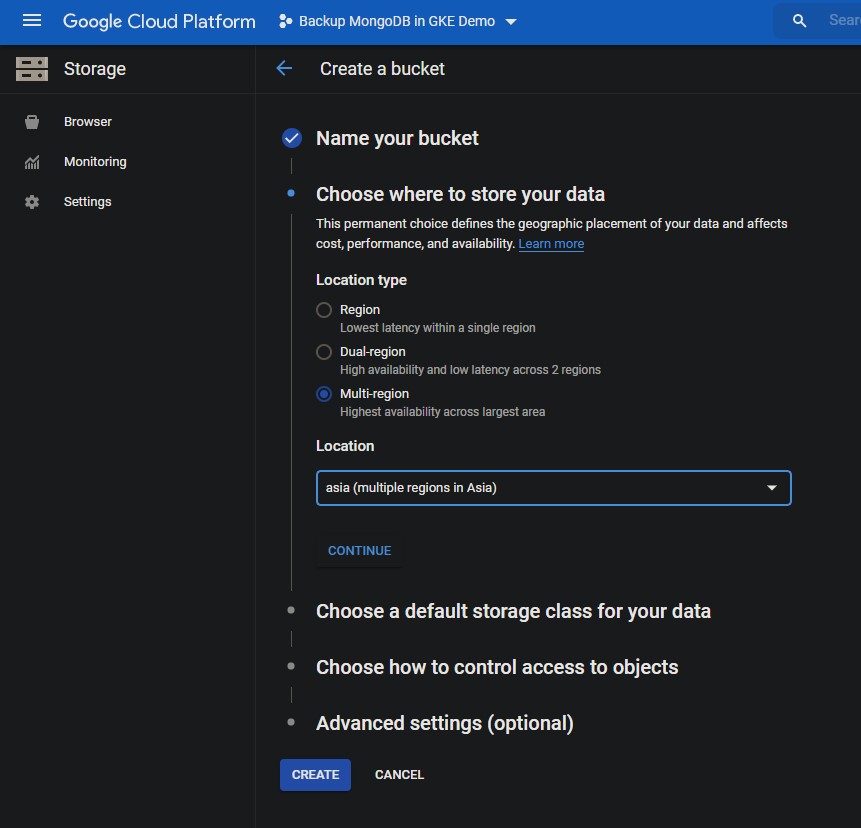 Google Cloud Platform
Backup MongoDB in GKE Demo
Storage
Create a bucket
Browser
Monitoring
Settings
Name your bucket
Choose where to store your data
This permanent choice defines the geographic placement of your data and affects
cost, performance, and availability. Learn more
Location type
Region
Lowest latency within a single region
Dual-region
High availability and low latency across 2 regions
Multi-region
Highest availability across largest area
Location
asia (multiple regions in Asia)
CONTINUE
Choose a default storage class for your data
Choose how to control access to objects
Advanced settings (optional)
CREATE
CANCEL